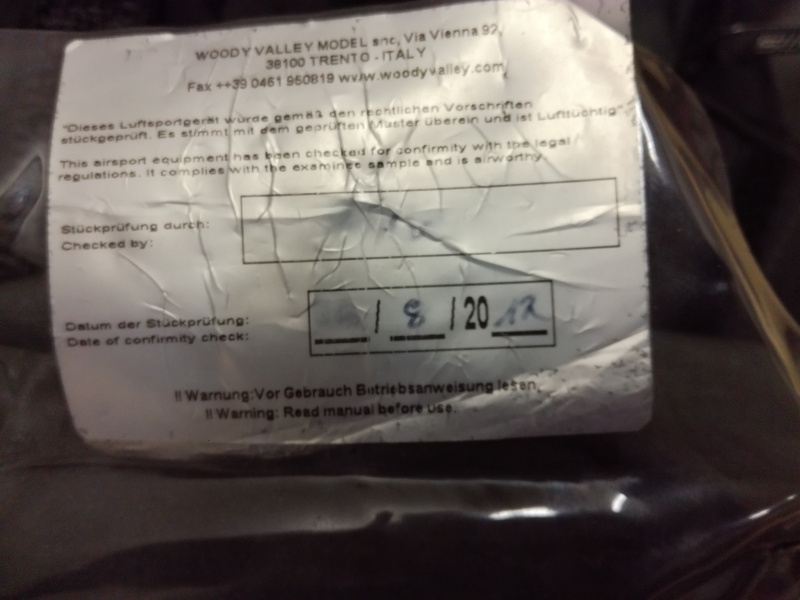 WOODY VALLEY MODEL snc, Via Vienna 92,
38100 TRENTO - ITALY
Fax ++39 0461 950819 www.woodyvalley.com
"Dieses Luftsportgerät wurde gemäß den rechtlichen Vorschriften
stückgeprüft. Es stimmt mit dem geprüften Muster überein und ist Lufttüchtig"
This airsport equipment has been checked for confirmity with the legal
regulations. It complies with the examined sample and is airworthy.
Stückprüfung durch:
Checked by:
Datum der Stückprüfung:
Date of confirmity check:
/ 8 / 20 12
!! Warnung:Vor Gebrauch Betriebsanweisung lesen,
!! Warning: Read manual before use.